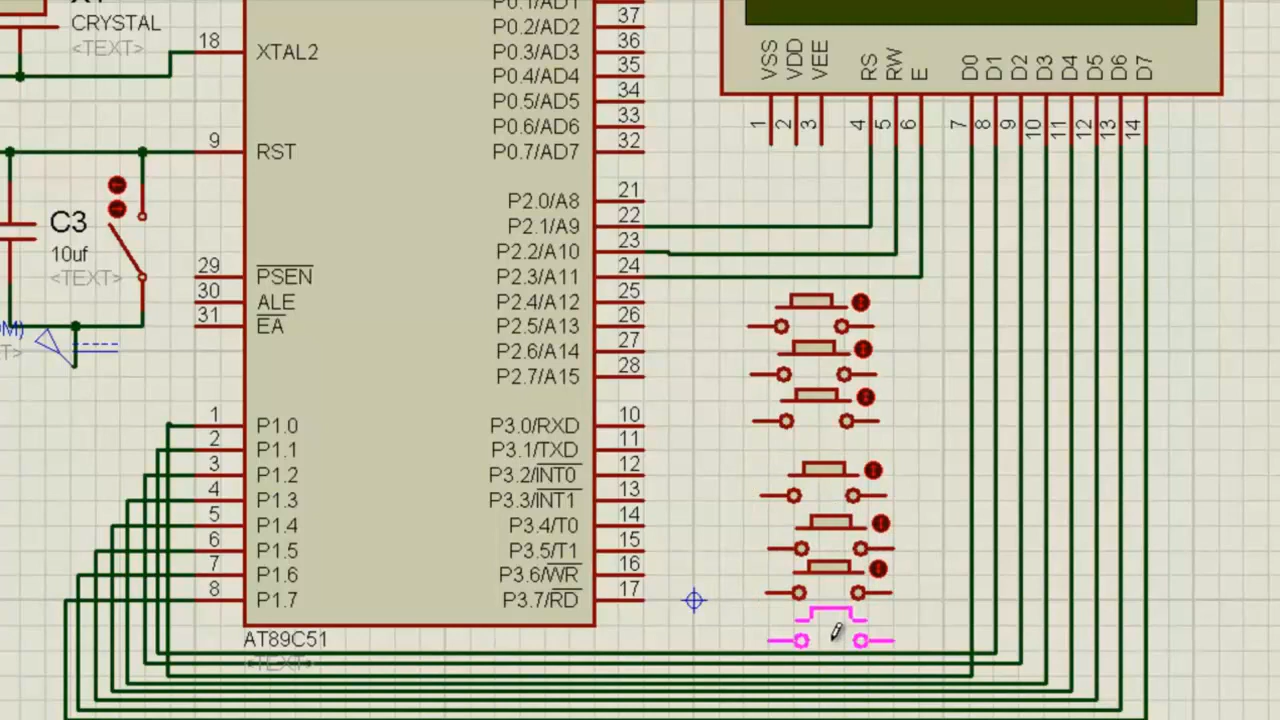 CRYSTAL
<TEXT>
18 XTAL2
9 RST
C3
10uf
<TEXT>
29 PSEN
30 ALE
31 EA
1 P1.0
2 P1.1
3 P1.2
4 P1.3
5 P1.4
6 P1.5
7 P1.6
8 P1.7
P0.1/AD1
P0.2/AD2 37
P0.3/AD3 36
P0.4/AD4 35
P0.5/AD5 34
P0.6/AD6 33
P0.7/AD7 32
P2.0/A8 21
P2.1/A9 22
P2.2/A10 23
P2.3/A11 24
P2.4/A12 25
P2.5/A13 26
P2.6/A14 27
P2.7/A15 28
P3.0/RXD 10
P3.1/TXD 11
P3.2/INT0 12
P3.3/INT1 13
P3.4/T0 14
P3.5/T1 15
P3.6/WR 16
P3.7/RD 17
AT89C51
<TEXT>
VSS VDD VEE RS RW E D0 D1 D2 D3 D4 D5 D6 D7
1 2 3 4 5 6 7 8 9 10 11 12 13 14